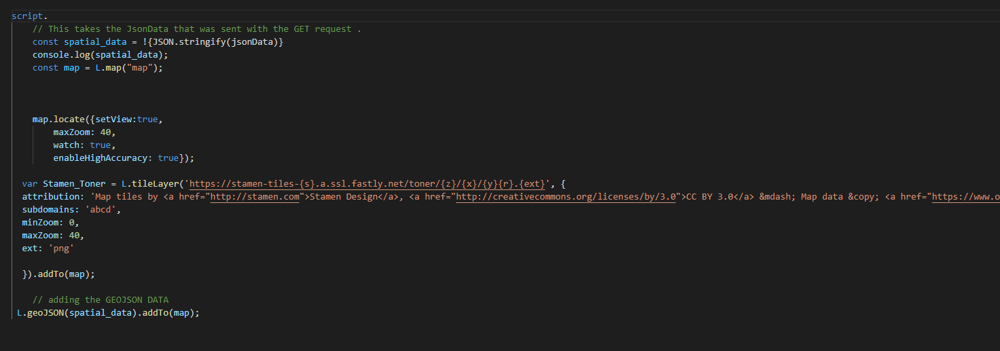 script.
// This takes the JsonData that was sent with the GET request .
const spatial_data = !{JSON.stringify(jsonData)}
console.log(spatial_data);
const map = L.map("map");
map.locate({setView:true,
maxZoom: 40,
watch: true,
enableHighAccuracy: true});
var Stamen_Toner = L.tileLayer('https://stamen-tiles-{s}.a.ssl.fastly.net/toner/{z}/{x}/{y}{r}.{ext}', {
attribution: 'Map tiles by <a href="http://stamen.com">Stamen Design</a>, <a href="http://creativecommons.org/licenses/by/3.0">CC BY 3.0</a> &mdash; Map data &copy; <a href="https://www.o
subdomains: 'abcd',
minZoom: 0,
maxZoom: 40,
ext: 'png'
}).addTo(map);
// adding the GEOJSON DATA
L.geoJSON(spatial_data).addTo(map);